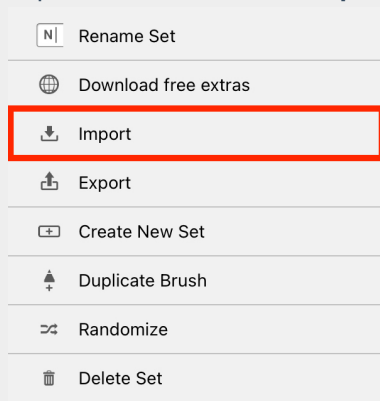 N Rename Set
Download free extras
Import
Export
Create New Set
Duplicate Brush
Randomize
Delete Set